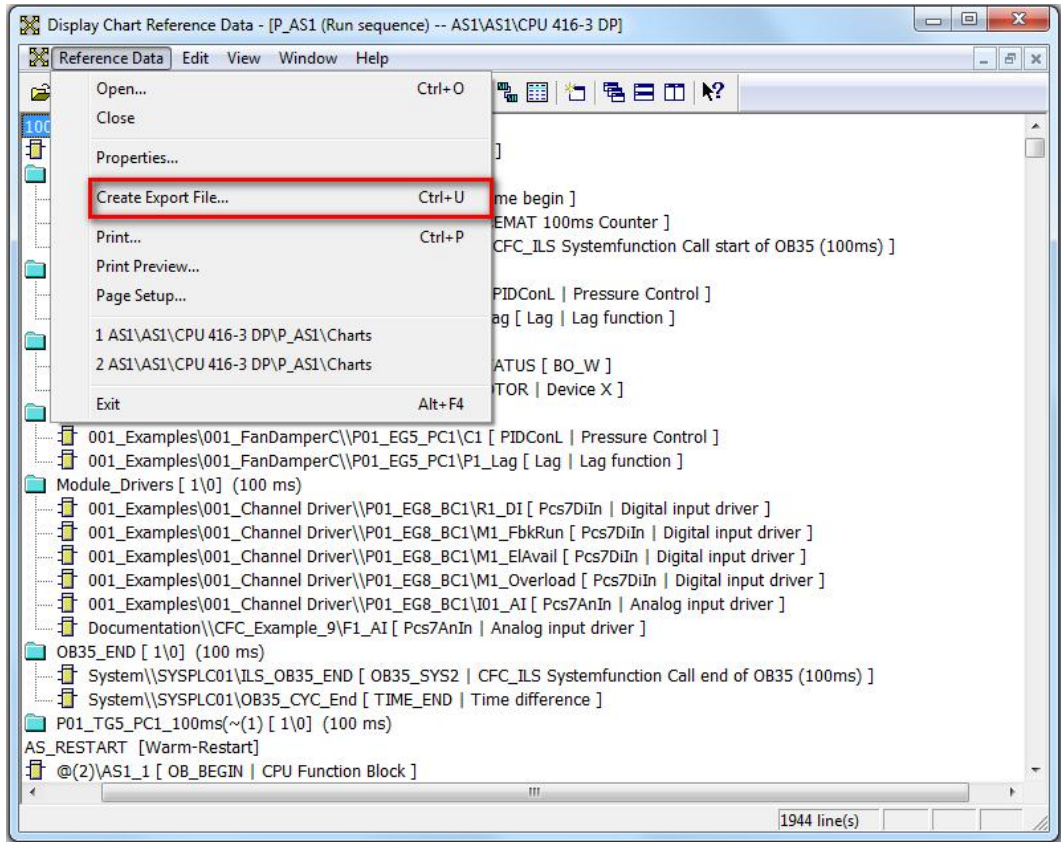 Display Chart Reference Data - [P_AS1 (Run sequence) -- AS1\AS1\CPU 416-3 DP]
Reference Data Edit View Window Help
Open... Ctrl+O
Close
Properties...
Create Export File... Ctrl+U
Print... Ctrl+P
Print Preview...
Page Setup...
1 AS1\AS1\CPU 416-3 DP\P_AS1\Charts
2 AS1\AS1\CPU 416-3 DP\P_AS1\Charts
Exit Alt+F4
100
]
me begin ]
EMAT 100ms Counter ]
CFC_ILS Systemfunction Call start of OB35 (100ms) ]
PIDConL | Pressure Control ]
ag [ Lag | Lag function ]
ATUS [ BO_W ]
TOR | Device X ]
001_Examples\001_FanDamperC\\P01_EG5_PC1\C1 [ PIDConL | Pressure Control ]
001_Examples\001_FanDamperC\\P01_EG5_PC1\P1_Lag [ Lag | Lag function ]
Module_Drivers [ 1\0] (100 ms)
001_Examples\001_Channel Driver\\P01_EG8_BC1\R1_DI [ Pcs7DiIn | Digital input driver ]
001_Examples\001_Channel Driver\\P01_EG8_BC1\M1_FbkRun [ Pcs7DiIn | Digital input driver ]
001_Examples\001_Channel Driver\\P01_EG8_BC1\M1_ElAvail [ Pcs7DiIn | Digital input driver ]
001_Examples\001_Channel Driver\\P01_EG8_BC1\M1_Overload [ Pcs7DiIn | Digital input driver ]
001_Examples\001_Channel Driver\\P01_EG8_BC1\I01_AI [ Pcs7AnIn | Analog input driver ]
Documentation\\CFC_Example_9\F1_AI [ Pcs7AnIn | Analog input driver ]
OB35_END [ 1\0] (100 ms)
System\\SYSPLC01\ILS_OB35_END [ OB35_SYS2 | CFC_ILS Systemfunction Call end of OB35 (100ms) ]
System\\SYSPLC01\OB35_CYC_End [ TIME_END | Time difference ]
P01_TG5_PC1_100ms(~(1) [ 1\0] (100 ms)
AS_RESTART [Warm-Restart]
@(2)\AS1_1 [ OB_BEGIN | CPU Function Block ]
1944 line(s)